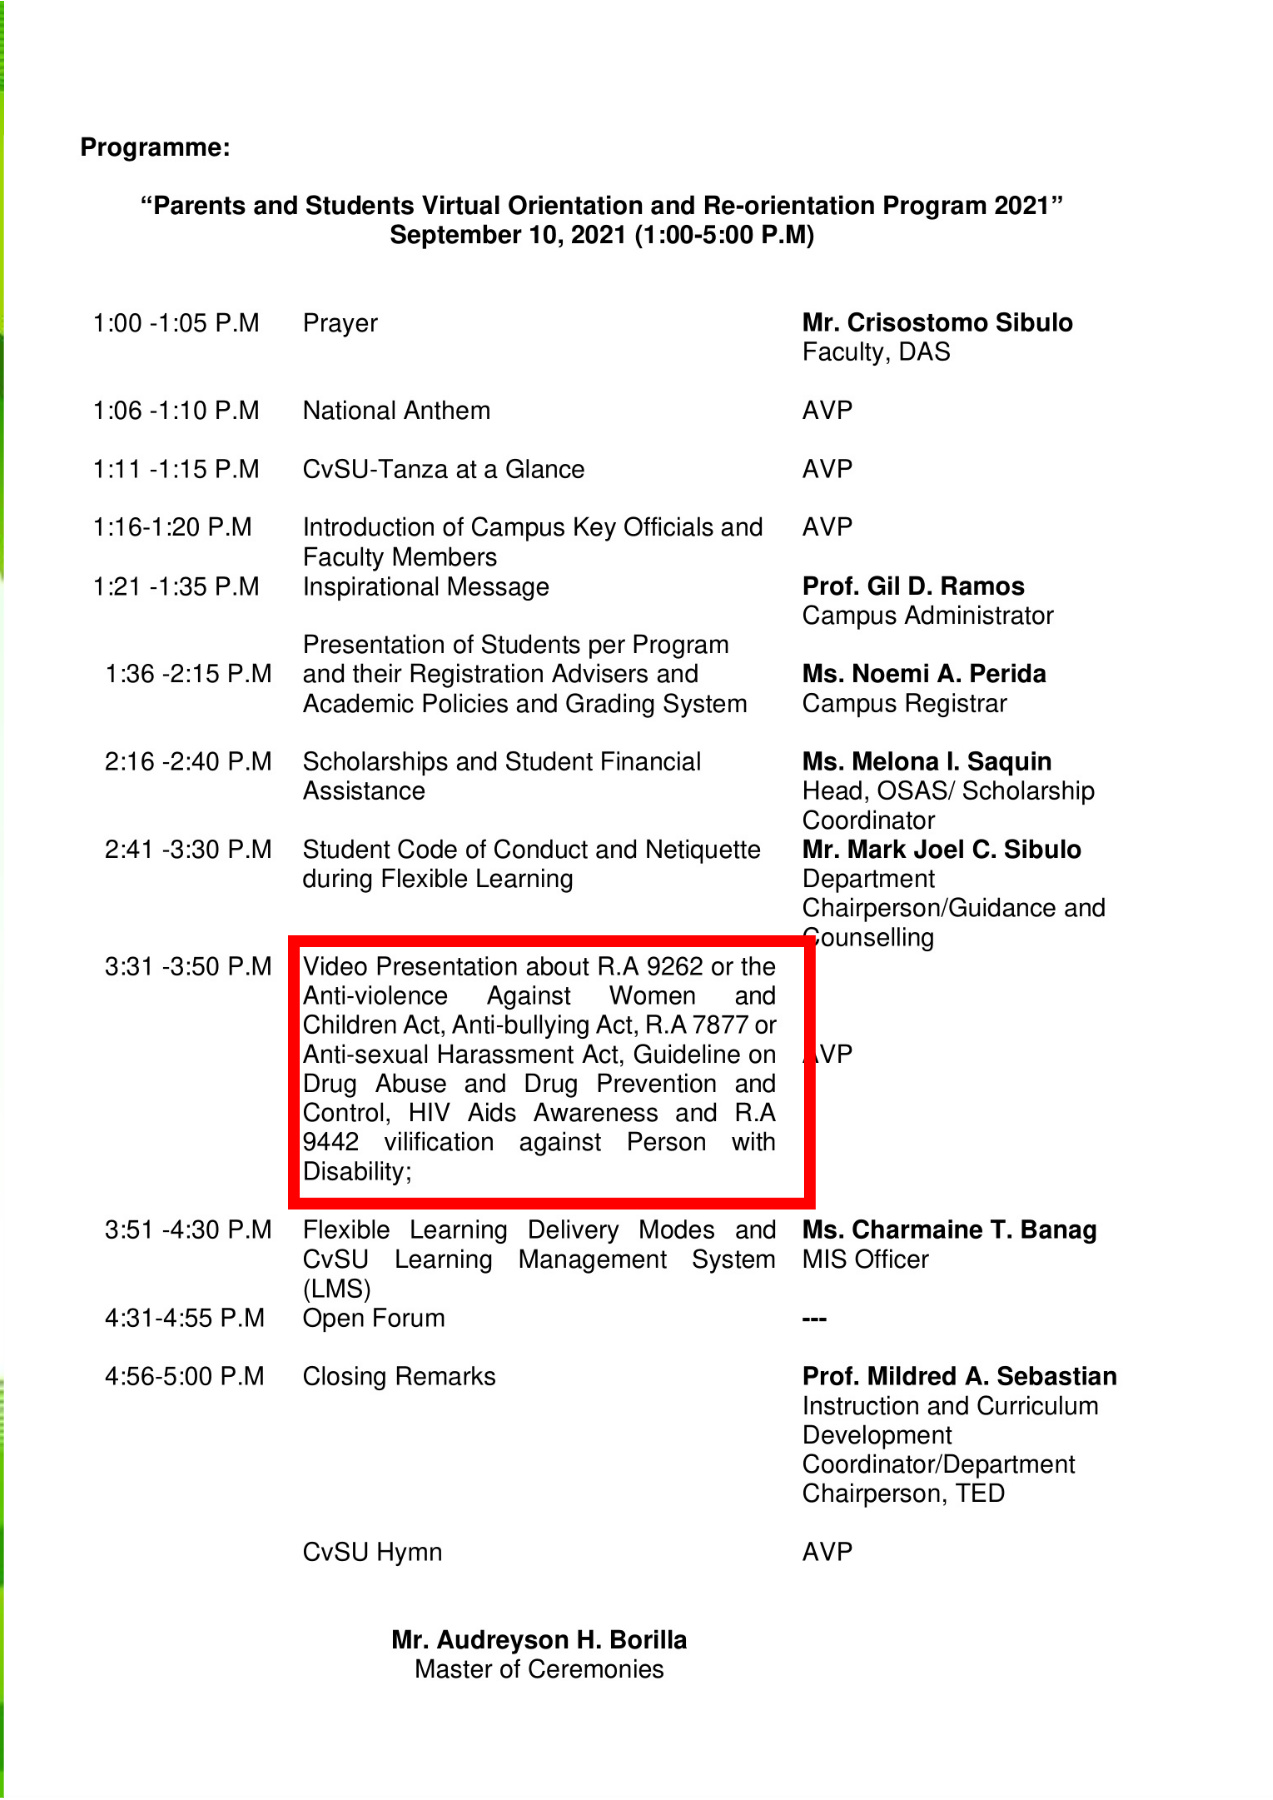 Programme:
“Parents and Students Virtual Orientation and Re-orientation Program 2021”
September 10, 2021 (1:00-5:00 P.M)
1:00 -1:05 P.M Prayer Mr. Crisostomo Sibulo
Faculty, DAS
1:06 -1:10 P.M National Anthem AVP
1:11 -1:15 P.M CvSU-Tanza at a Glance AVP
1:16-1:20 P.M Introduction of Campus Key Officials and AVP
Faculty Members
1:21 -1:35 P.M Inspirational Message Prof. Gil D. Ramos
Campus Administrator
Presentation of Students per Program
1:36 -2:15 P.M and their Registration Advisers and Ms. Noemi A. Perida
Academic Policies and Grading System Campus Registrar
2:16 -2:40 P.M Scholarships and Student Financial Ms. Melona I. Saquin
Assistance Head, OSAS/ Scholarship
Coordinator
2:41 -3:30 P.M Student Code of Conduct and Netiquette Mr. Mark Joel C. Sibulo
during Flexible Learning Department
Chairperson/Guidance and
Counselling
3:31 -3:50 P.M Video Presentation about R.A 9262 or the
Anti-violence Against Women and
Children Act, Anti-bullying Act, R.A 7877 or
Anti-sexual Harassment Act, Guideline on AVP
Drug Abuse and Drug Prevention and
Control, HIV Aids Awareness and R.A
9442 vilification against Person with
Disability;
3:51 -4:30 P.M Flexible Learning Delivery Modes and Ms. Charmaine T. Banag
CvSU Learning Management System MIS Officer
(LMS)
4:31-4:55 P.M Open Forum ---
4:56-5:00 P.M Closing Remarks Prof. Mildred A. Sebastian
Instruction and Curriculum
Development
Coordinator/Department
Chairperson, TED
CvSU Hymn AVP
Mr. Audreyson H. Borilla
Master of Ceremonies